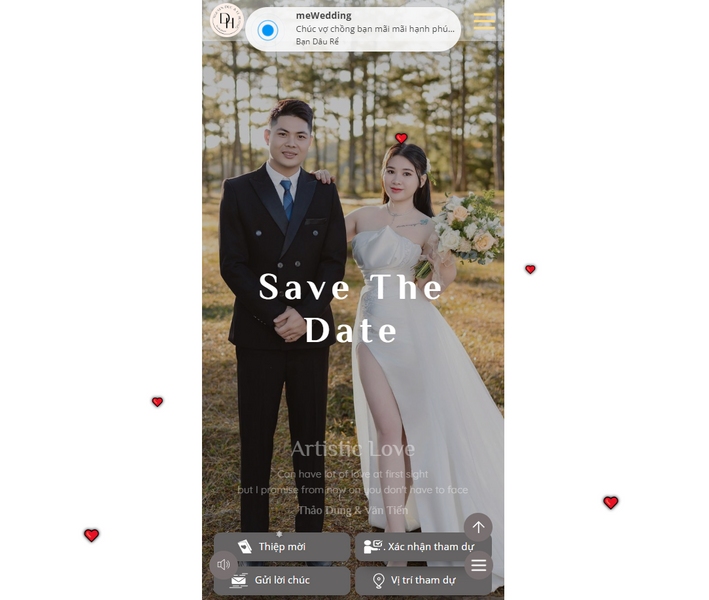 DH
meWedding
Chúc vợ chồng bạn mãi mãi hạnh phú...
Bạn Dâu Rể
Save The
Date
Artistic Love
Can have lot of love at first sight
but I promise from now on you don't have to face
Thảo Dung & Văn Tiến
Thiệp mời
Xác nhận tham dự
Gửi lời chúc
Vị trí tham dự